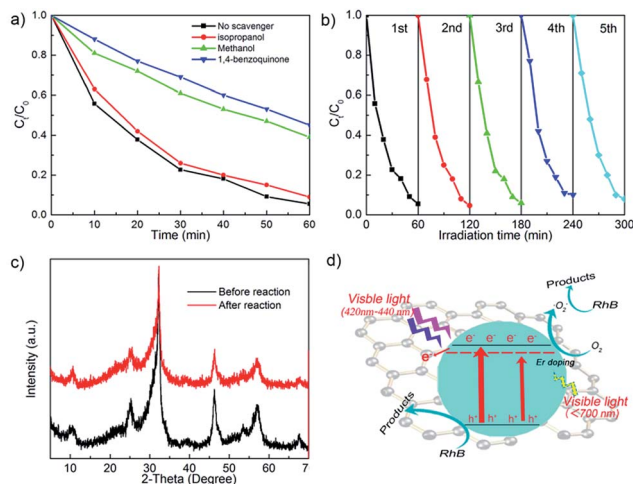 a)
No scavenger
isopropanol
Methanol
1,4-benzoquinone
1.0
0.8
0.6
0.4
0.2
0.0
Ct/C0
0 10 20 30 40 50 60
Time (min)
b)
1st 2nd 3rd 4th 5th
1.0
0.8
0.6
0.4
0.2
0.0
Ct/C0
0 60 120 180 240 300
Irradiation time (min)
c)
Before reaction
After reaction
Intensity (a.u.)
10 20 30 40 50 60
2-Theta (Degree)
d)
Products
·O2- RhB
Visble light
(420nm-440 nm)
O2
e- e- e- e-
e-
Er doping
Visible light
(<700 nm)
Products
h+ h+ h+ h+
RhB